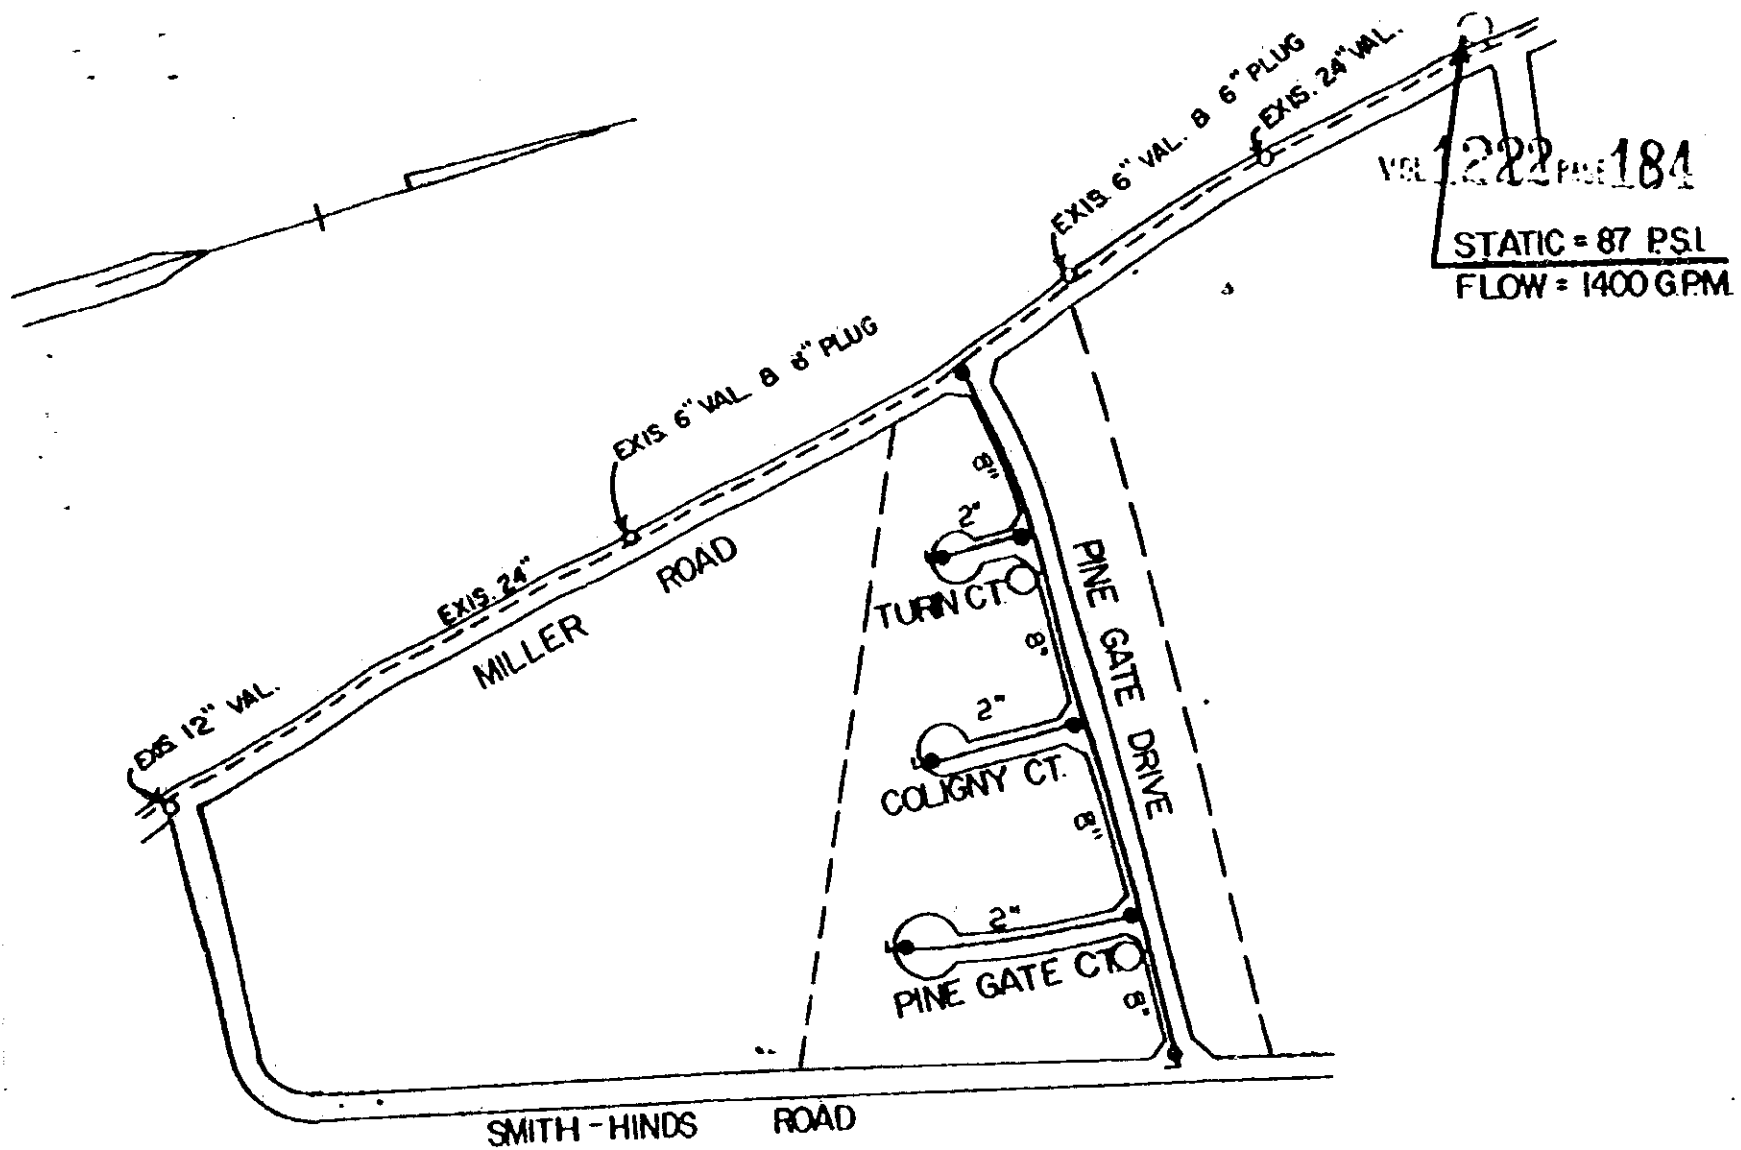 EXIS. 6" VAL. & 6" PLUG
EXIS. 24" VAL.
VOL 1222 PAGE 184
STATIC = 87 P.S.I.
FLOW = 1400 G.P.M.
EXIS. 6" VAL. & 8" PLUG
8"
2"
EXIS. 24"
MILLER ROAD
TURN CT.
PINE GATE DRIVE
8"
EXIS. 12" VAL.
2"
COLIGNY CT.
8"
2"
PINE GATE CT.
8"
SMITH-HINDS ROAD